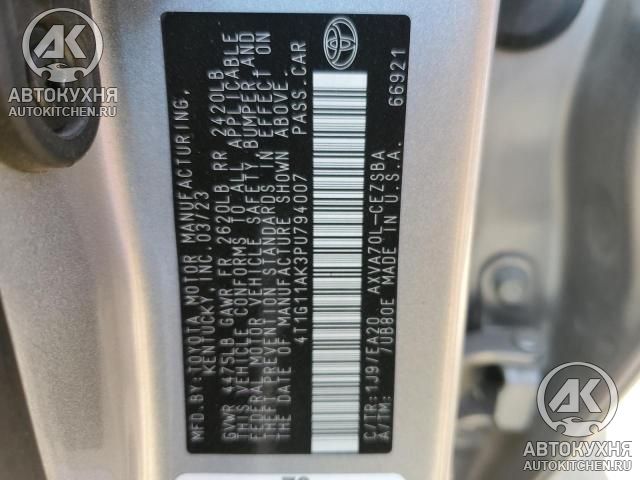 MFD. BY: TOYOTA MOTOR MANUFACTURING,
KENTUCKY, INC. 03/23
GVWR 4475LB GAWR FR 2620LB RR 2420LB
THIS VEHICLE CONFORMS TO ALL APPLICABLE
FEDERAL MOTOR VEHICLE SAFETY, BUMPER, AND
THEFT PREVENTION STANDARDS IN EFFECT ON
THE DATE OF MANUFACTURE SHOWN ABOVE.
4T1G11AK3PU794007 PASS. CAR
C/TR: 1J9/EA20 AXVA70L-CEZSBA
A/TM: 7UB80E MADE IN U.S.A. 66921
АВТОКУХНЯ
AUTOKITCHEN.RU
АВТОКУХНЯ
AUTOKITCHEN.RU